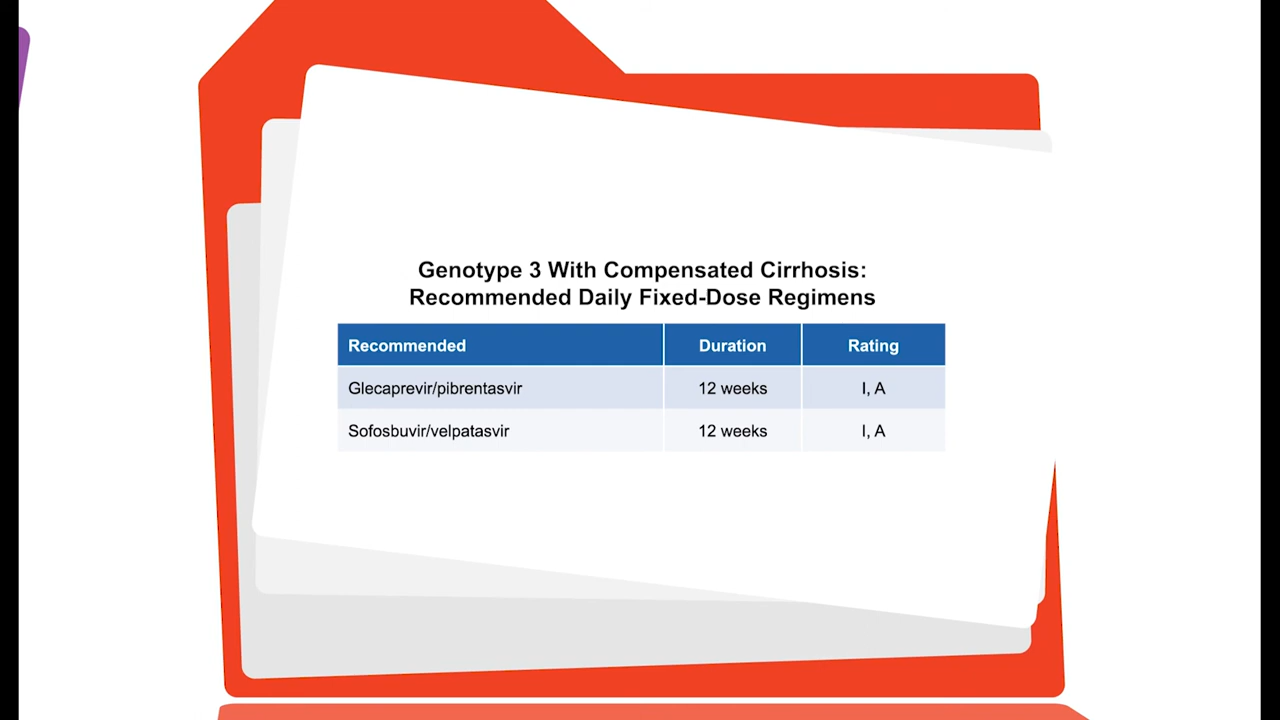 Genotype 3 With Compensated Cirrhosis:
Recommended Daily Fixed-Dose Regimens
Recommended Duration Rating
Glecaprevir/pibrentasvir 12 weeks I, A
Sofosbuvir/velpatasvir 12 weeks I, A